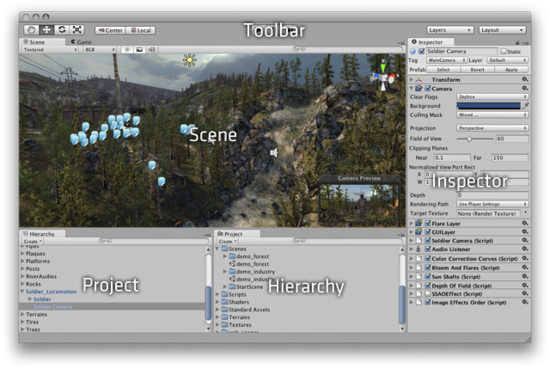 Toolbar
Center
Local
Layers
Layout
Scene
Game
Textured
RGB
Scene
Camera Preview
Inspector
Soldier Camera
Static
Tag
MainCamera
Layer
Default
Prefab
Select
Revert
Apply
Transform
Camera
Clear Flags
Skybox
Background
Culling Mask
Mixed ...
Projection
Perspective
Field of View
60
Clipping Planes
Near
0.1
Far
150
Normalized View Port Rect
X
0
Y
W
1
Inspector
Depth
0
Rendering Path
Use Player Settings
Target Texture
None (Render Texture)
Flare Layer
GUILayer
Soldier Camera (Script)
Audio Listener
Color Correction Curves (Script)
Bloom And Flares (Script)
Sun Shafts (Script)
Depth Of Field (Script)
SSAOEffect (Script)
Image Effects Order (Script)
Hierarchy
Create
Pipes
Plaques
Platforms
Posts
RiverAudios
Rocks
Soldier_Locomotion
Soldier
Soldier Camera
Terrains
Tires
Trees
Project
Project
Create
Scenes
demo_forest
demo_forest
demo_industry
demo_industry
StartScene
Scripts
Shaders
Standard Assets
Terrains
Textures
Hierarchy